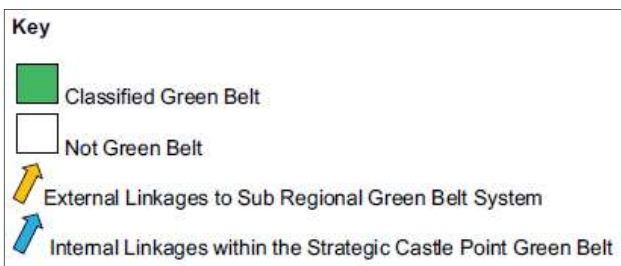 Key
Classified Green Belt
Not Green Belt
External Linkages to Sub Regional Green Belt System
Internal Linkages within the Strategic Castle Point Green Belt